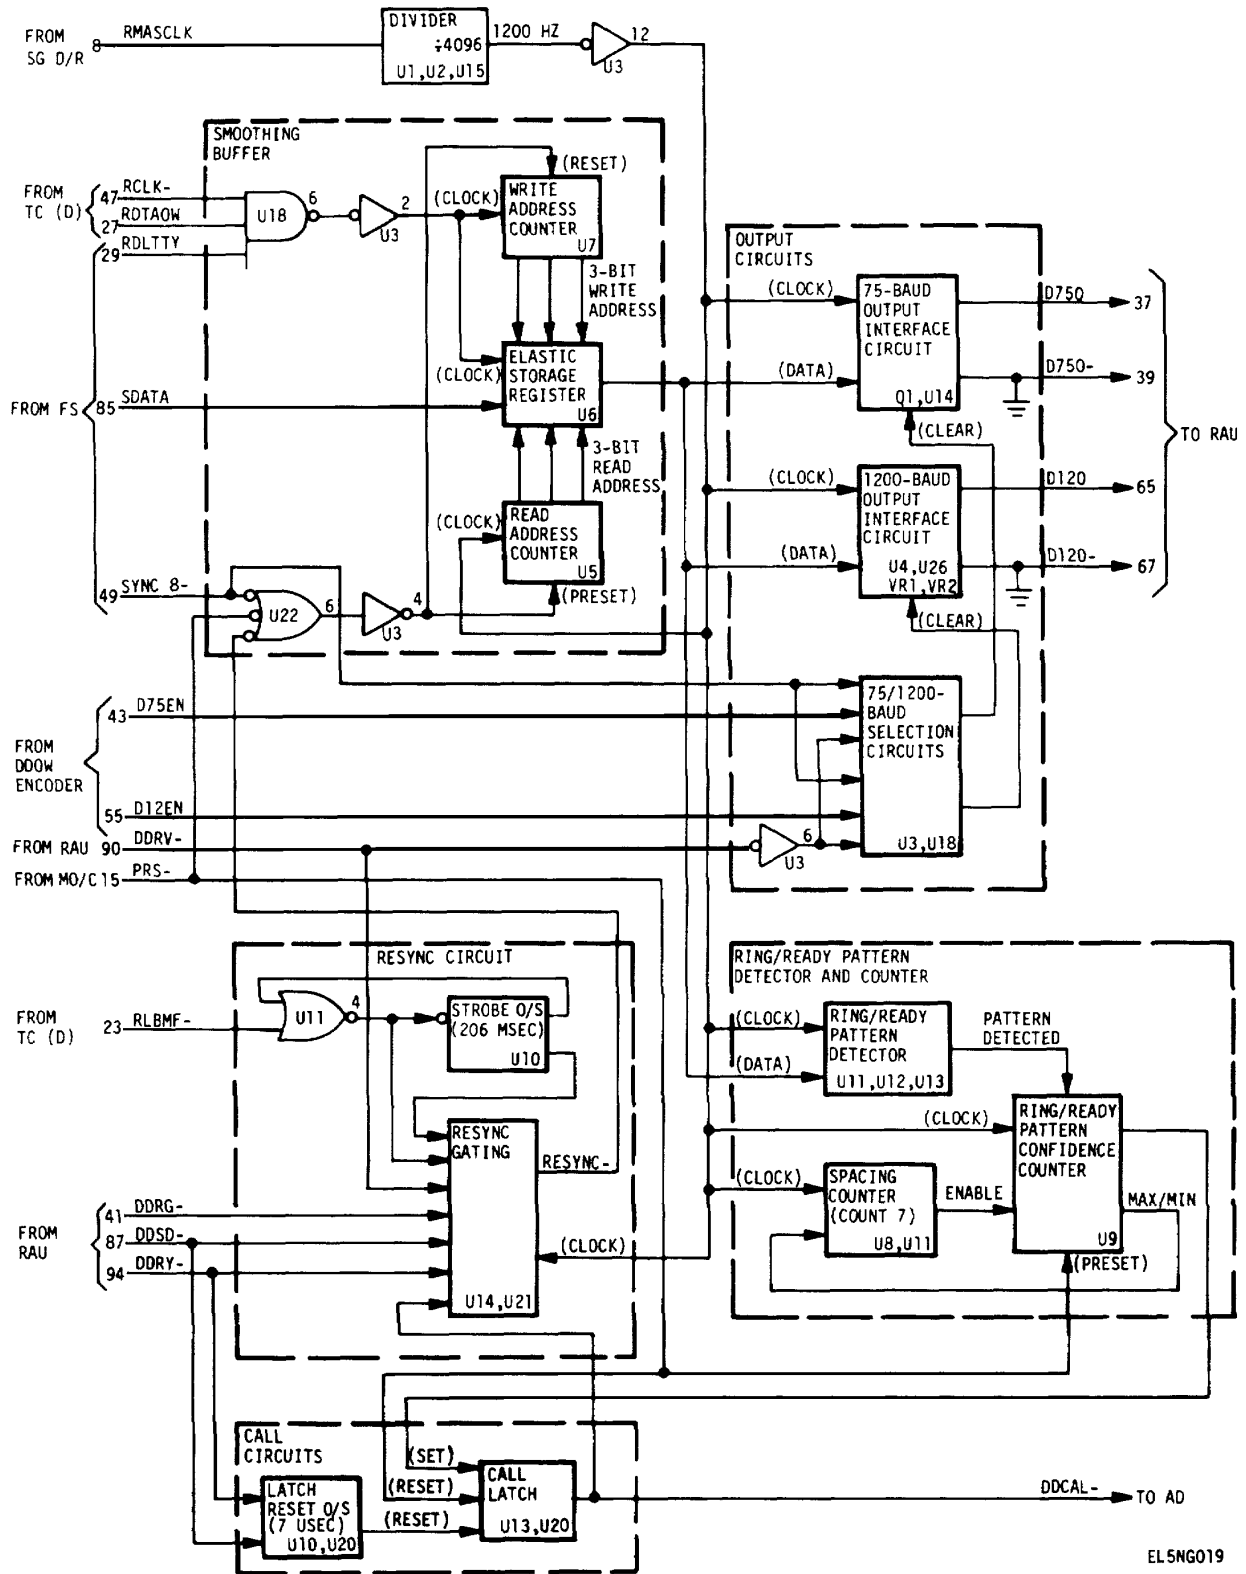 FROM SG D/R
8 RMASCLK
DIVIDER
÷4096
U1,U2,U15
1200 HZ
U3
12
SMOOTHING BUFFER
FROM TC (D)
47 RCLK-
27 RDTAOW
29 RDLTTY
U18
6
U3
2
(CLOCK)
(RESET)
WRITE ADDRESS COUNTER
U7
3-BIT WRITE ADDRESS
(CLOCK)
ELASTIC STORAGE REGISTER
U6
FROM FS
85 SDATA
3-BIT READ ADDRESS
(CLOCK)
READ ADDRESS COUNTER
U5
(PRESET)
49 SYNC 8-
U22
6
U3
4
OUTPUT CIRCUITS
(CLOCK)
(DATA)
75-BAUD OUTPUT INTERFACE CIRCUIT
Q1,U14
(CLEAR)
D75O
37
D75O-
39
TO RAU
(CLOCK)
(DATA)
1200-BAUD OUTPUT INTERFACE CIRCUIT
U4,U26
VR1,VR2
(CLEAR)
D120
65
D120-
67
75/1200-BAUD SELECTION CIRCUITS
U3,U18
FROM DDOW ENCODER
43 D75EN
55 D12EN
FROM RAU 90 DDRV-
U3
6
FROM MO/C 15 PRS-
RESYNC CIRCUIT
FROM TC (D)
23 RLBMF-
U11
4
STROBE O/S
(206 MSEC)
U10
RESYNC GATING
RESYNC-
(CLOCK)
U14,U21
FROM RAU
41 DDRG-
87 DDSD-
94 DDRY-
RING/READY PATTERN DETECTOR AND COUNTER
(CLOCK)
(DATA)
RING/READY PATTERN DETECTOR
U11,U12,U13
PATTERN DETECTED
(CLOCK)
RING/READY PATTERN CONFIDENCE COUNTER
U9
(CLOCK)
SPACING COUNTER
(COUNT 7)
U8,U11
ENABLE
MAX/MIN
(PRESET)
CALL CIRCUITS
LATCH RESET O/S
(7 USEC)
U10,U20
(SET)
(RESET)
(RESET)
CALL LATCH
U13,U20
DDCAL-
TO AD
EL5NG019